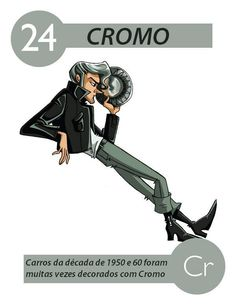 24
CROMO
Carros da década de 1950 e 60 foram
muitas vezes decorados com Cromo
Cr